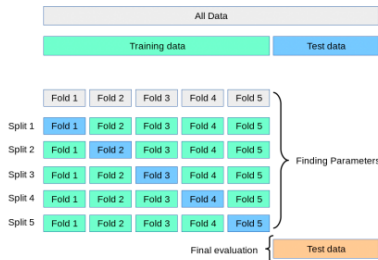 All Data
Training data Test data
Fold 1 Fold 2 Fold 3 Fold 4 Fold 5
Split 1 Fold 1 Fold 2 Fold 3 Fold 4 Fold 5
Split 2 Fold 1 Fold 2 Fold 3 Fold 4 Fold 5
Split 3 Fold 1 Fold 2 Fold 3 Fold 4 Fold 5
Finding Parameters
Split 4 Fold 1 Fold 2 Fold 3 Fold 4 Fold 5
Split 5 Fold 1 Fold 2 Fold 3 Fold 4 Fold 5
Final evaluation Test data